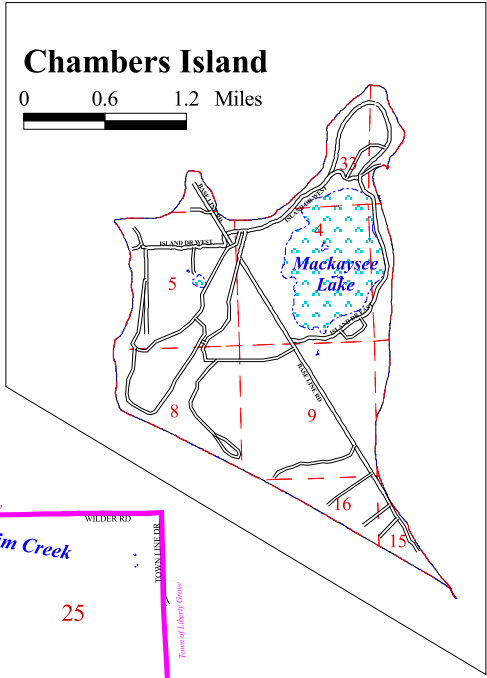 Chambers Island
0 0.6 1.2 Miles
33
BASE LINE RD
ISLAND DR WEST
4
ISLAND DR WEST
Mackaysee
Lake
5
ISLAND DR EAST
BASE LINE RD
8
9
16
15
WILDER RD
im Creek
TOWN LINE DR
25
Town of Liberty Grove